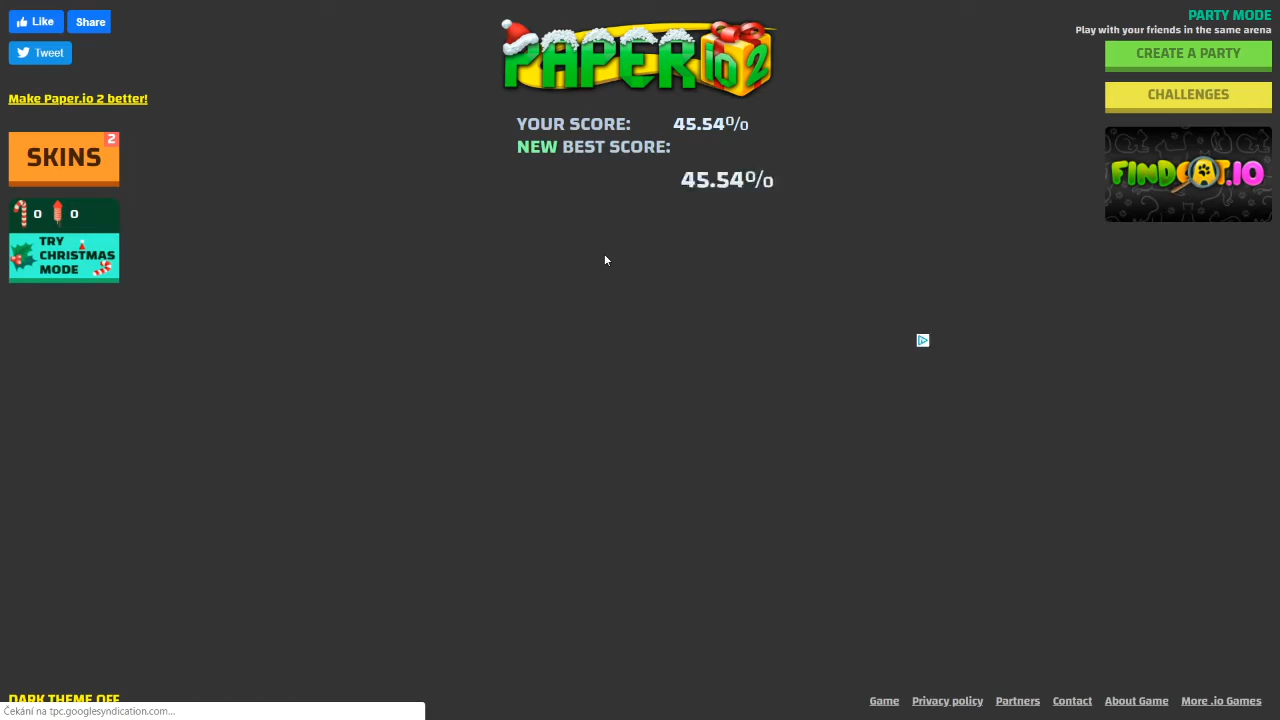 Like Share
Tweet
Make Paper.io 2 better!
SKINS
2
0 0
TRY
CHRISTMAS
MODE
PAPER io 2
YOUR SCORE: 45.54%
NEW BEST SCORE:
45.54%
PARTY MODE
Play with your friends in the same arena
CREATE A PARTY
CHALLENGES
FINDCAT.IO
DARK THEME OFF
Čekání na tpc.googlesyndication.com...
Game Privacy policy Partners Contact About Game More .io Games